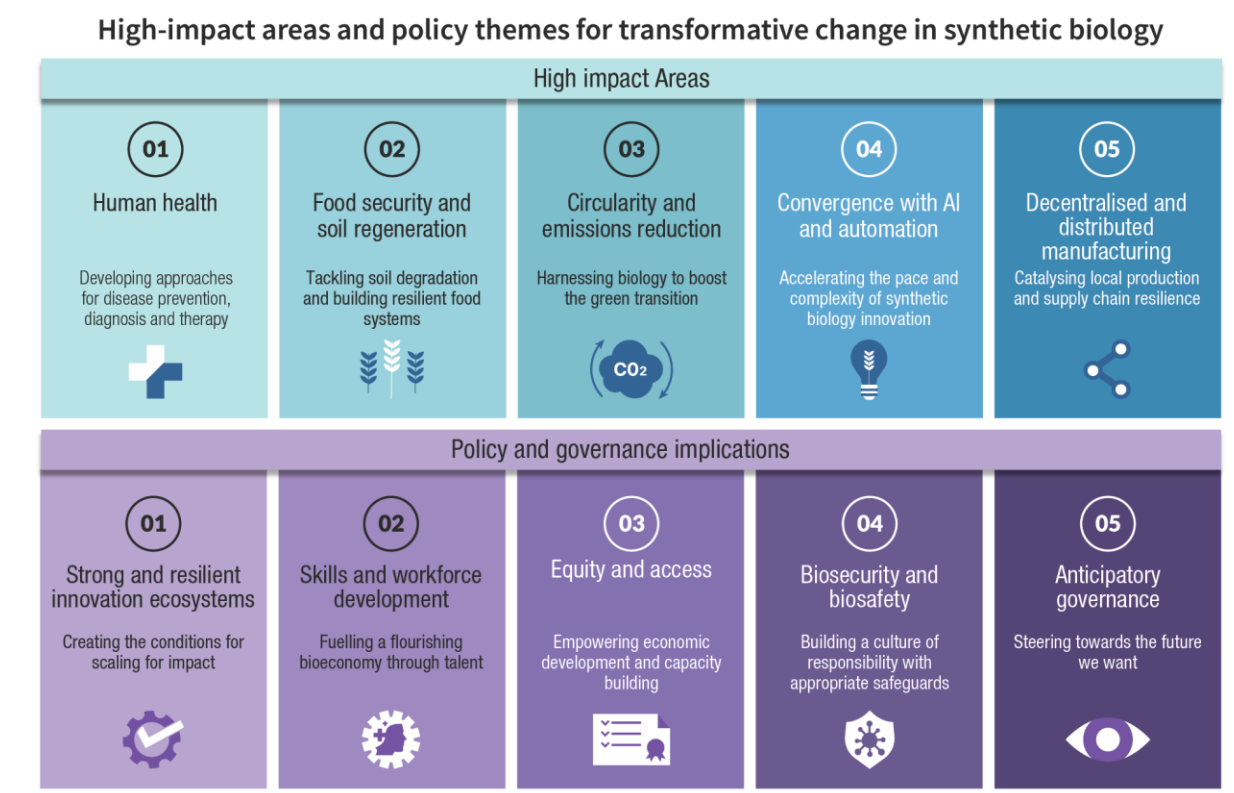 High-impact areas and policy themes for transformative change in synthetic biology
High impact Areas
01
Human health
Developing approaches
for disease prevention,
diagnosis and therapy
02
Food security and
soil regeneration
Tackling soil degradation
and building resilient food
systems
03
Circularity and
emissions reduction
Harnessing biology to boost
the green transition
CO₂
04
Convergence with AI
and automation
Accelerating the pace and
complexity of synthetic
biology innovation
05
Decentralised and
distributed
manufacturing
Catalysing local production
and supply chain resilience
Policy and governance implications
01
Strong and resilient
innovation ecosystems
Creating the conditions for
scaling for impact
02
Skills and workforce
development
Fuelling a flourishing
bioeconomy through talent
03
Equity and access
Empowering economic
development and capacity
building
04
Biosecurity and
biosafety
Building a culture of
responsibility with
appropriate safeguards
05
Anticipatory
governance
Steering towards the future
we want